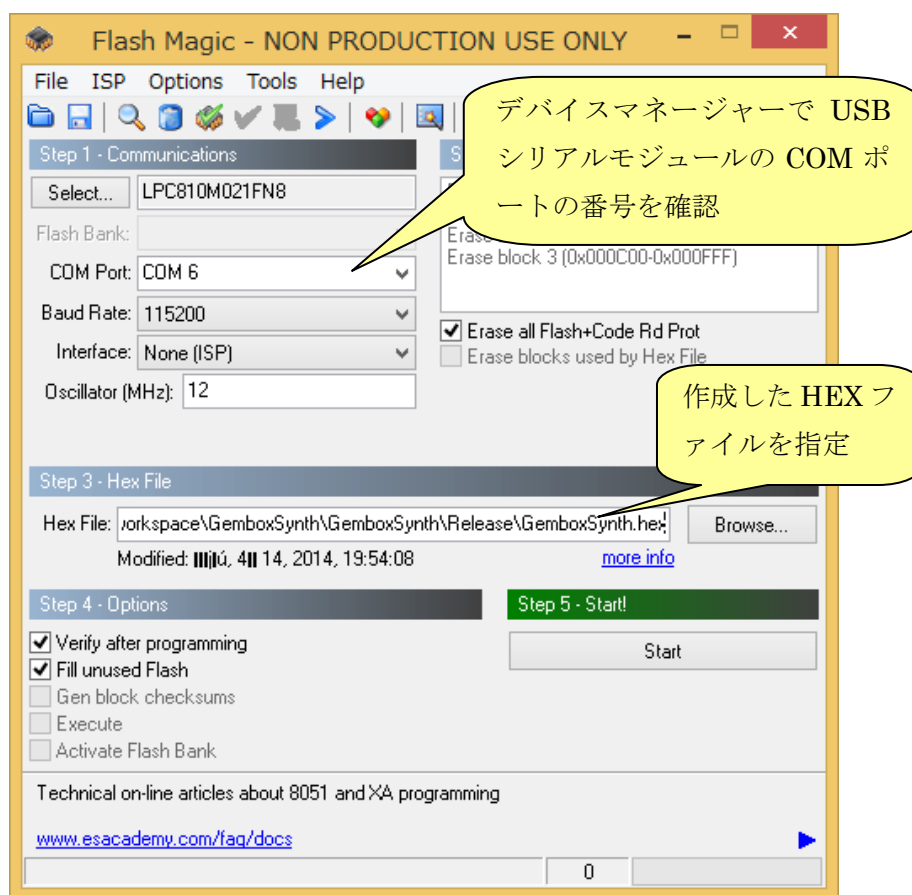 Flash Magic - NON PRODUCTION USE ONLY
File ISP Options Tools Help
デバイスマネージャーで USB
シリアルモジュールの COM ポ
ートの番号を確認
Step 1 - Communications
Select... LPC810M021FN8
Flash Bank:
COM Port: COM 6
Baud Rate: 115200
Interface: None (ISP)
Oscillator (MHz): 12
Erase block 3 (0x000C00-0x000FFF)
Erase all Flash+Code Rd Prot
Erase blocks used by Hex File
作成した HEX フ
ァイルを指定
Step 3 - Hex File
Hex File: orkspace\GemboxSynth\GemboxSynth\Release\GemboxSynth.hex Browse...
Modified: ú, 4 14, 2014, 19:54:08 more info
Step 4 - Options
Verify after programming
Fill unused Flash
Gen block checksums
Execute
Activate Flash Bank
Step 5 - Start!
Start
Technical on-line articles about 8051 and XA programming
www.esacademy.com/faq/docs
0